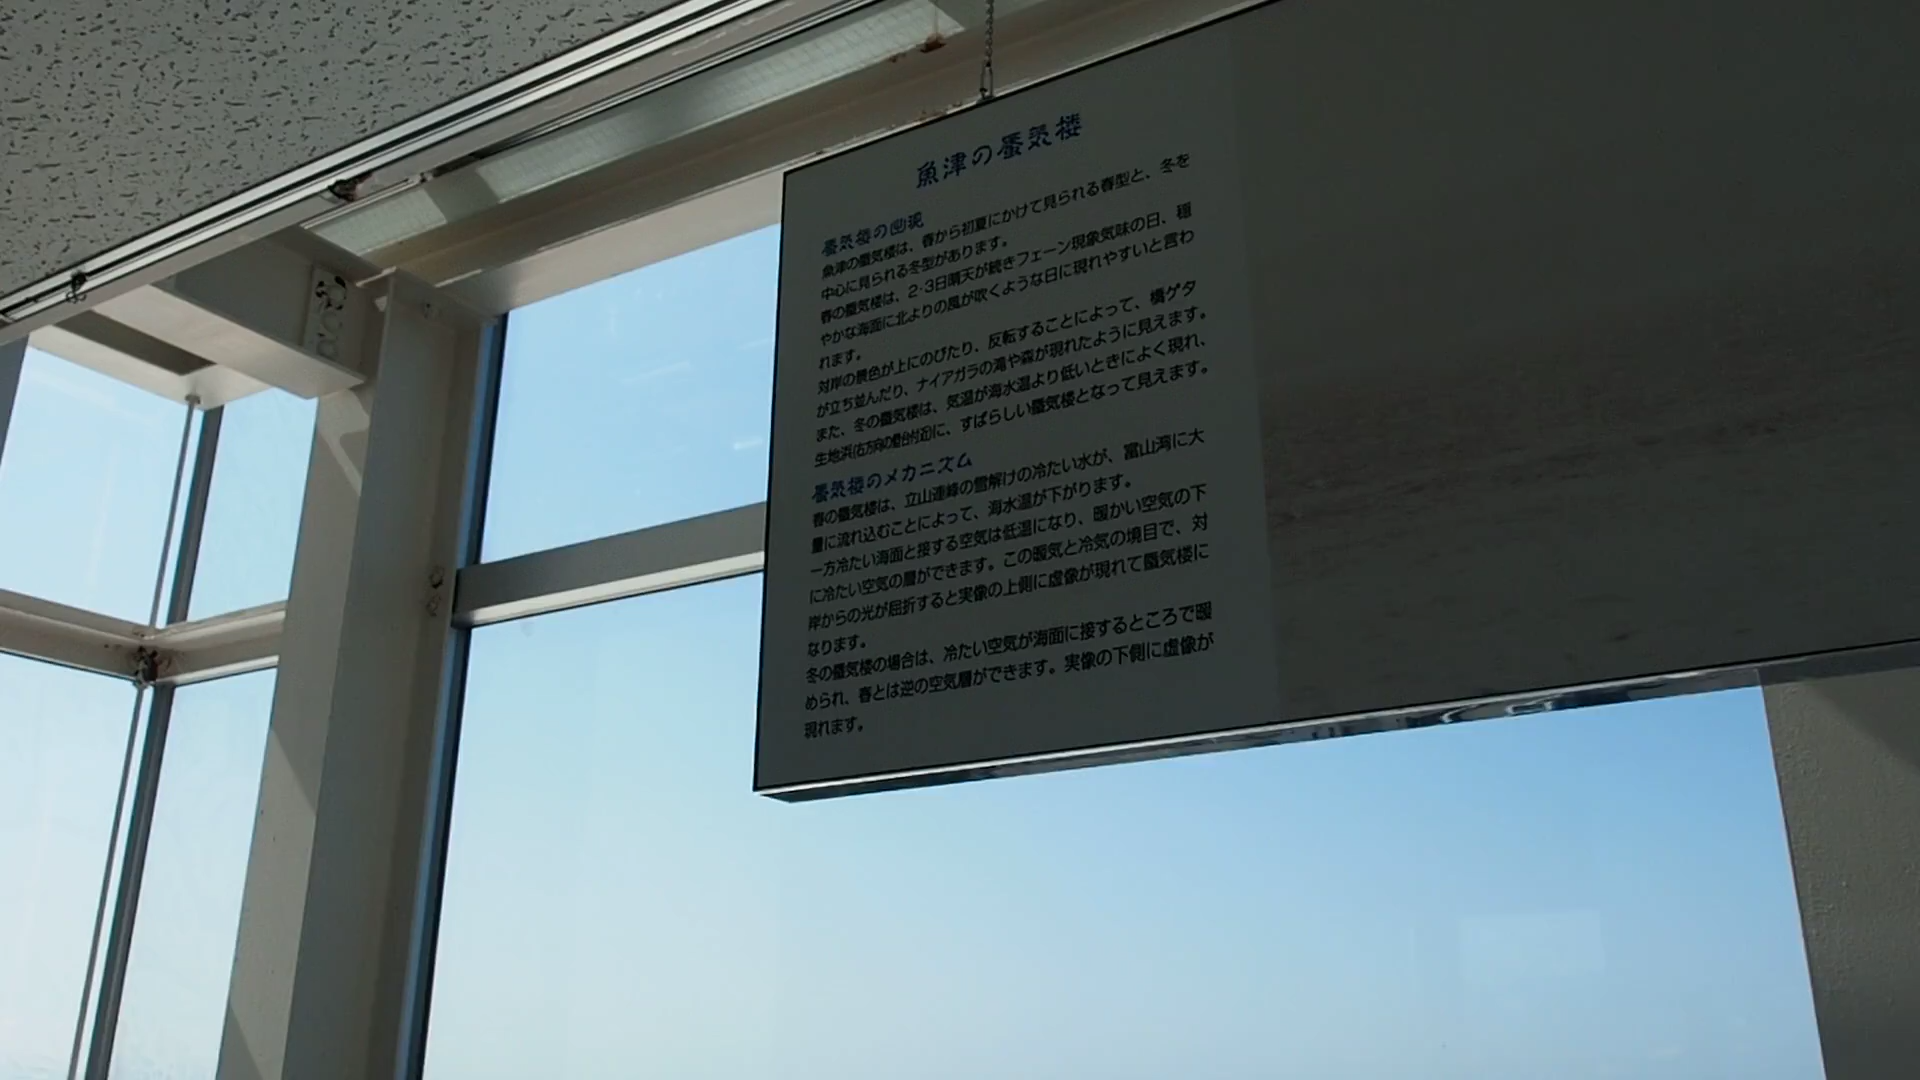 魚津の蜃気楼
蜃気楼の出現
魚津の蜃気楼は、春から初夏にかけて見られる春型と、冬を
中心に見られる冬型があります。
春の蜃気楼は、2・3日晴天が続きフェーン現象気味の日、穏
やかな海面に北よりの風が吹くような日に現れやすいと言わ
れます。
対岸の景色が上にのびたり、反転することによって、橋ゲタ
が立ち並んだり、ナイアガラの滝や森が現れたように見えます。
また、冬の蜃気楼は、気温が海水温より低いときによく現れ、
生地浜(右方向の灯台付近)に、すばらしい蜃気楼となって見えます。
蜃気楼のメカニズム
春の蜃気楼は、立山連峰の雪解けの冷たい水が、富山湾に大
量に流れ込むことによって、海水温が下がります。
一方冷たい海面と接する空気は低温になり、暖かい空気の下
に冷たい空気の層ができます。この暖気と冷気の境目で、対
岸からの光が屈折すると実像の上側に虚像が現れて蜃気楼に
なります。
冬の蜃気楼の場合は、冷たい空気が海面に接するところで暖
められ、春とは逆の空気層ができます。実像の下側に虚像が
現れます。